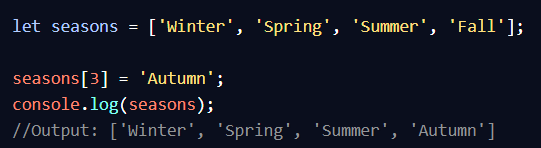 let seasons = ['Winter', 'Spring', 'Summer', 'Fall'];
seasons[3] = 'Autumn';
console.log(seasons);
//Output: ['Winter', 'Spring', 'Summer', 'Autumn']